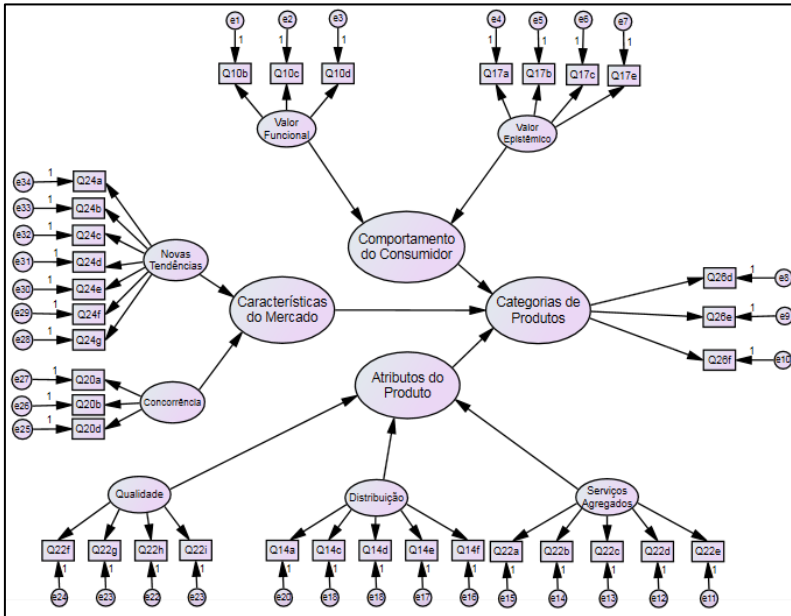 e1
e2
e3
1
1
1
Q10b
Q10c
Q10d
Valor
Funcional
e4
e5
e6
e7
1
1
1
1
Q17a
Q17b
Q17c
Q17e
Valor
Epistêmico
Comportamento
do Consumidor
e34
1
Q24a
e33
1
Q24b
e32
1
Q24c
e31
1
Q24d
e30
1
Q24e
e29
1
Q24f
e28
1
Q24g
Novas
Tendências
Características
do Mercado
Categorias de
Produtos
Q26d
1
e8
Q26e
1
e9
Q26f
1
e10
e27
1
Q20a
e26
1
Q20b
e25
1
Q20d
Concorrência
Atributos do
Produto
Qualidade
Q22f
Q22g
Q22h
Q22i
1
1
1
1
e24
e23
e22
e23
Distribuição
Q14a
Q14c
Q14d
Q14e
Q14f
1
1
1
1
1
e20
e18
e18
e17
e16
Serviços
Agregados
Q22a
Q22b
Q22c
Q22d
Q22e
1
1
1
1
1
e15
e14
e13
e12
e11